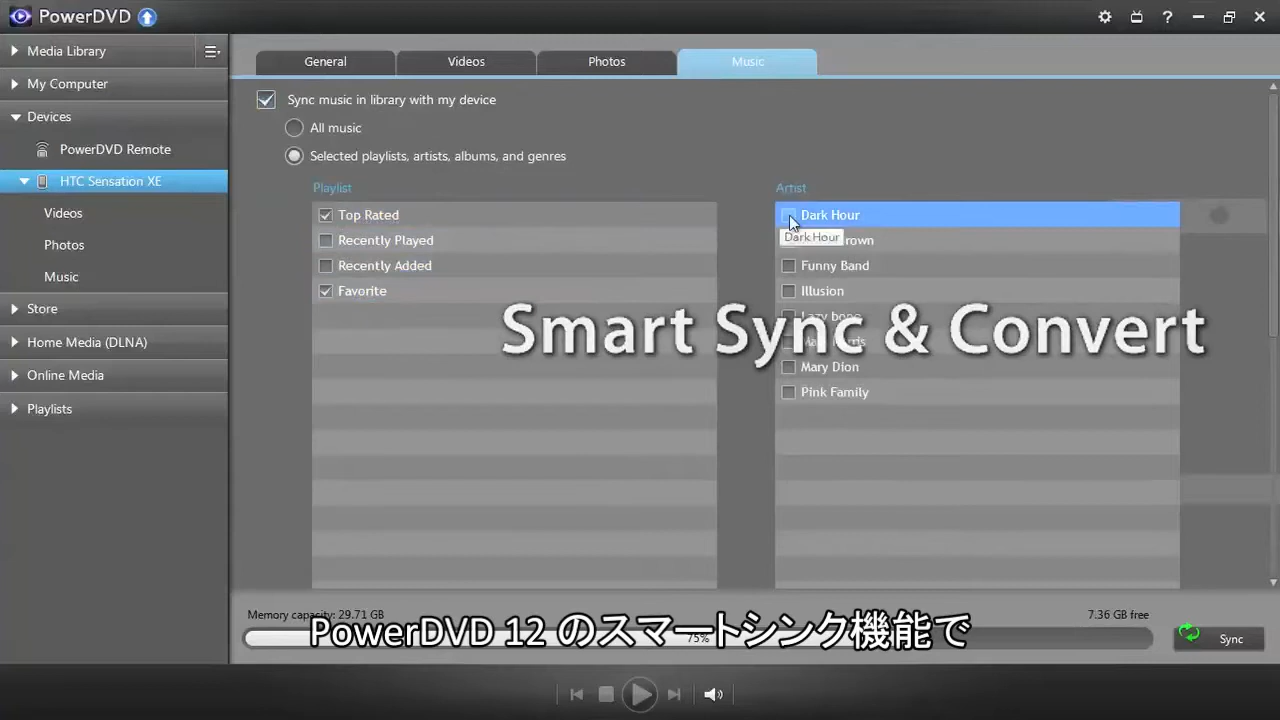 PowerDVD
Media Library
My Computer
Devices
PowerDVD Remote
HTC Sensation XE
Videos
Photos
Music
Store
Home Media (DLNA)
Online Media
Playlists
General
Videos
Photos
Music
Sync music in library with my device
All music
Selected playlists, artists, albums, and genres
Playlist
Top Rated
Recently Played
Recently Added
Favorite
Artist
Dark Hour
Dark Hour
Funny Band
Illusion
Lazy bone
Mary Dion
Pink Family
Smart Sync & Convert
Memory capacity: 29.71 GB
7.36 GB free
75%
Sync
PowerDVD 12 のスマートシンク機能で